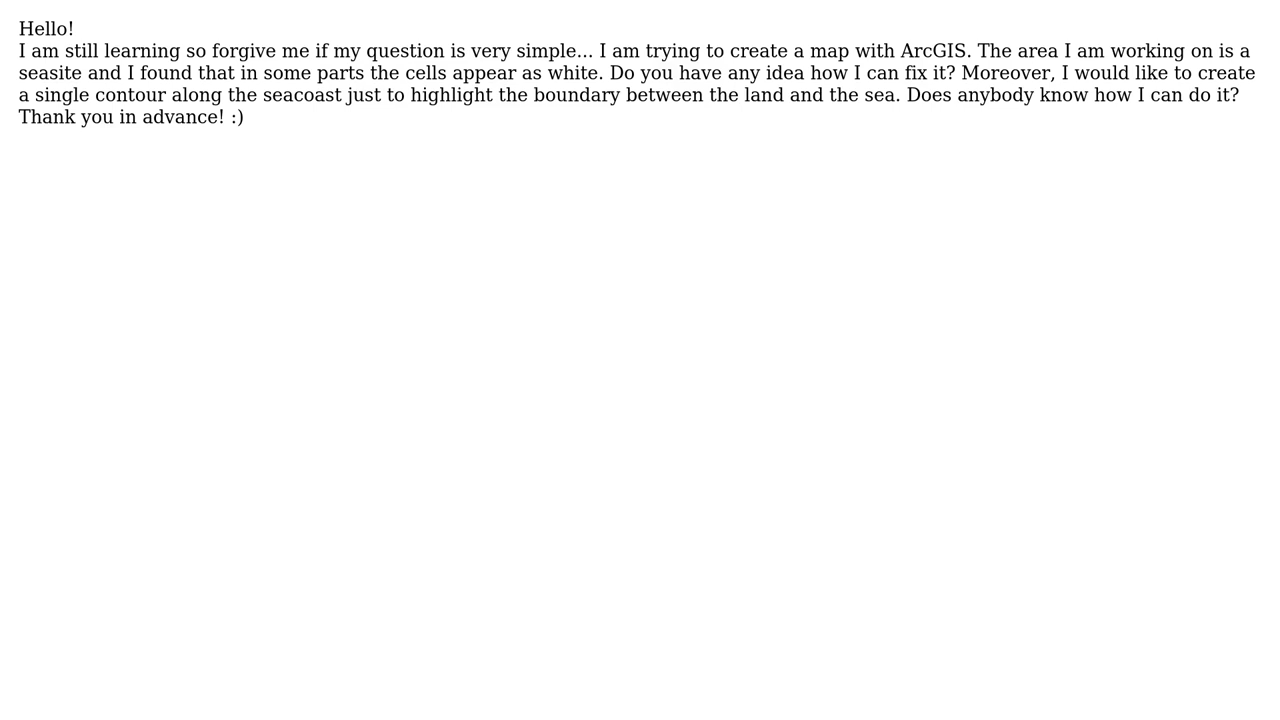 Hello!
I am still learning so forgive me if my question is very simple... I am trying to create a map with ArcGIS. The area I am working on is a
seasite and I found that in some parts the cells appear as white. Do you have any idea how I can fix it? Moreover, I would like to create
a single contour along the seacoast just to highlight the boundary between the land and the sea. Does anybody know how I can do it?
Thank you in advance! :)